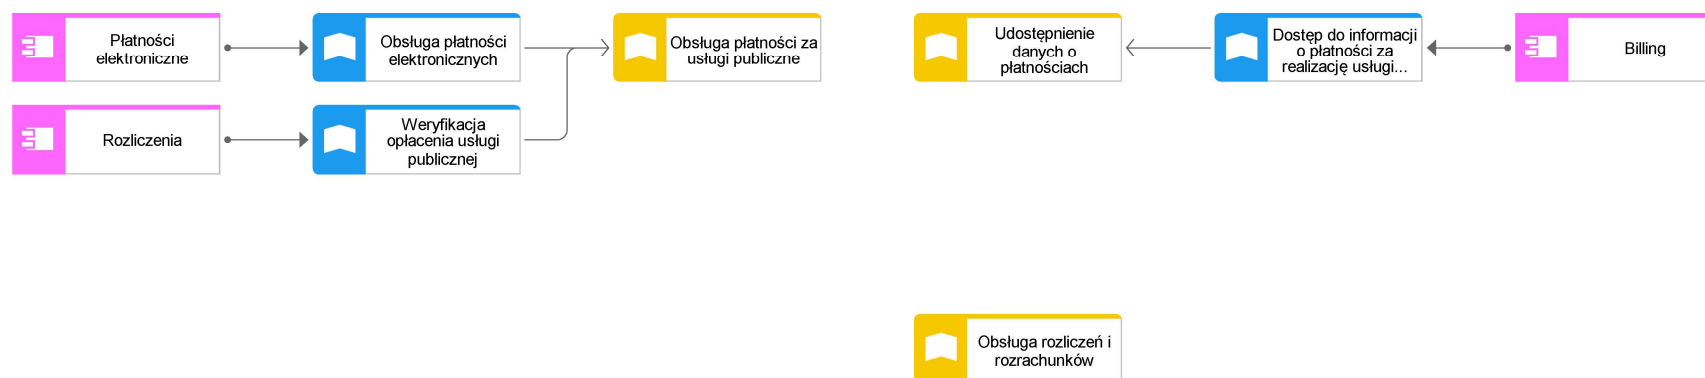 Płatności
elektroniczne
Obsługa płatności
elektronicznych
Obsługa płatności za
usługi publiczne
Udostępnienie
danych o
płatnościach
Dostęp do informacji
o płatności za
realizację usługi...
Billing
Rozliczenia
Weryfikacja
opłacenia usługi
publicznej
Obsługa rozliczeń i
rozrachunków